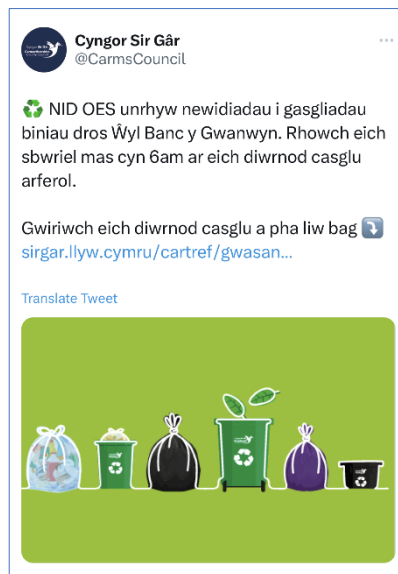 Cyngor Sir Gâr
@CarmsCouncil
NID OES unrhyw newidiadau i gasgliadau
biniau dros Ŵyl Banc y Gwanwyn. Rhowch eich
sbwriel mas cyn 6am ar eich diwrnod casglu
arferol.
Gwiriwch eich diwrnod casglu a pha liw bag
sirgar.llyw.cymru/cartref/gwasan...
Translate Tweet